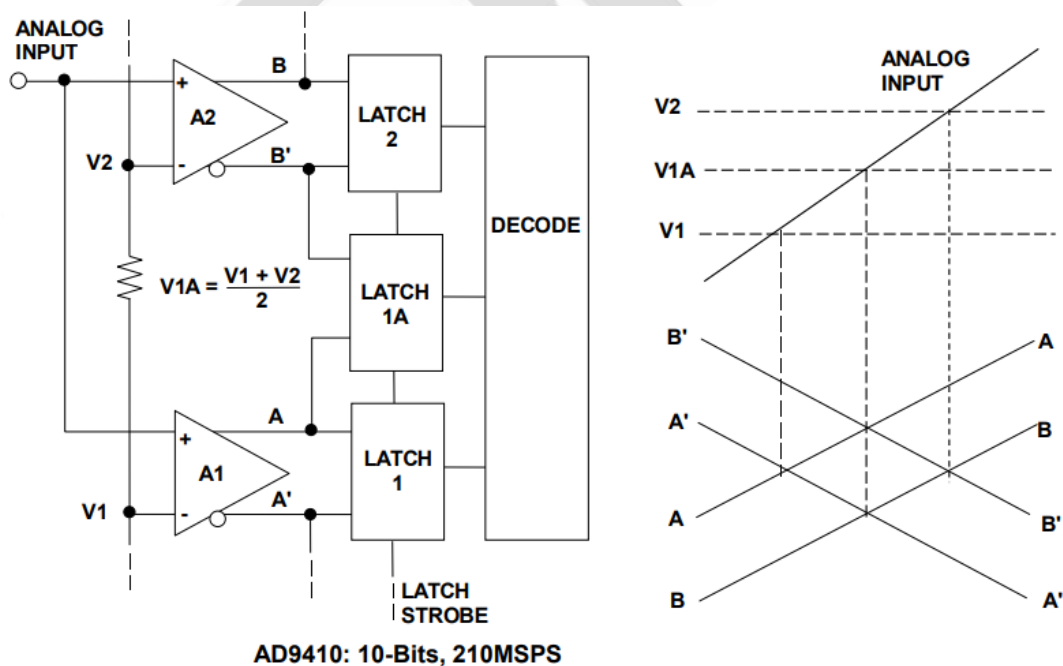 ANALOG
INPUT
+
A2
-
B
B'
V2
LATCH
2
V1A = V1 + V2
2
LATCH
1A
DECODE
+
A1
-
A
A'
V1
LATCH
1
LATCH
STROBE
ANALOG
INPUT
V2
V1A
V1
B'
A
A'
B
A
B'
B
A'
AD9410: 10-Bits, 210MSPS